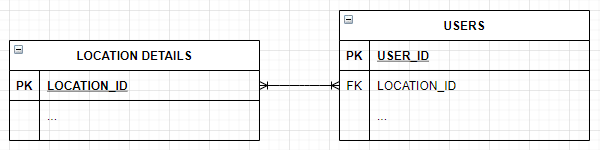 LOCATION DETAILS
PK LOCATION_ID
...
USERS
PK USER_ID
FK LOCATION_ID
...